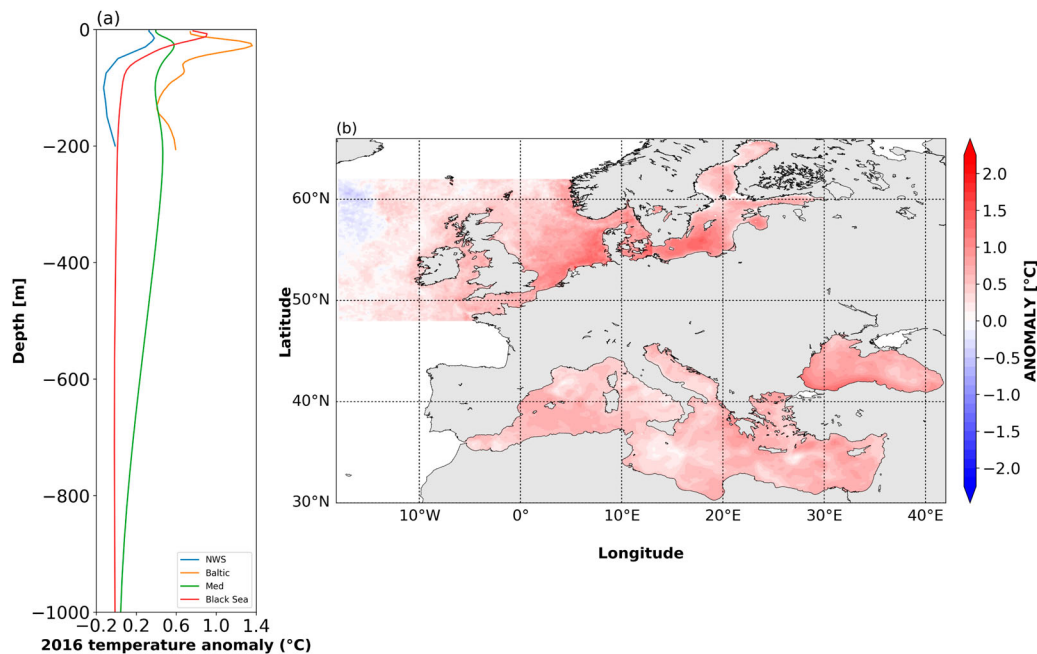 (a)
0
−200
−400
−600
−800
−1000
Depth [m]
−0.2 0.2 0.6 1.0 1.4
2016 temperature anomaly (°C)
NWS
Baltic
Med
Black Sea
(b)
60°N
50°N
40°N
30°N
Latitude
10°W 0° 10°E 20°E 30°E 40°E
Longitude
2.0
1.5
1.0
0.5
0.0
−0.5
−1.0
−1.5
−2.0
ANOMALY [°C]